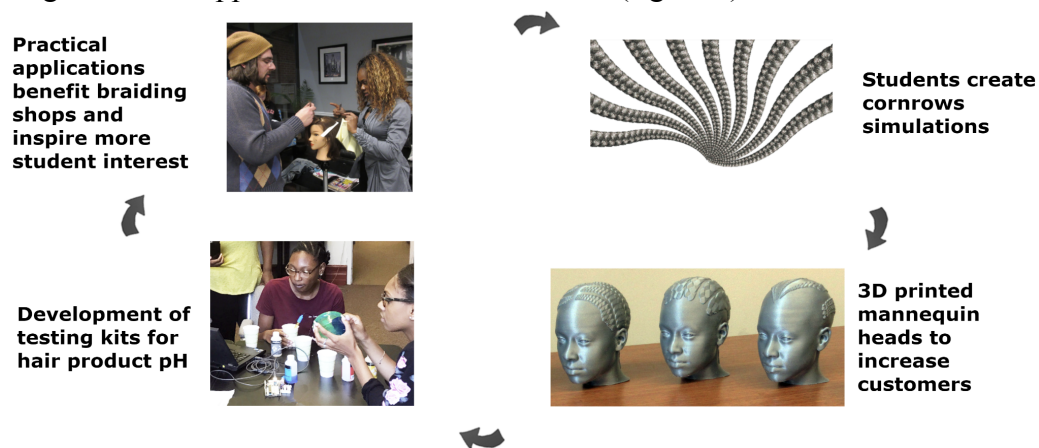 Practical
applications
benefit braiding
shops and
inspire more
student interest
Students create
cornrows
simulations
3D printed
mannequin
heads to
increase
customers
Development of
testing kits for
hair product pH